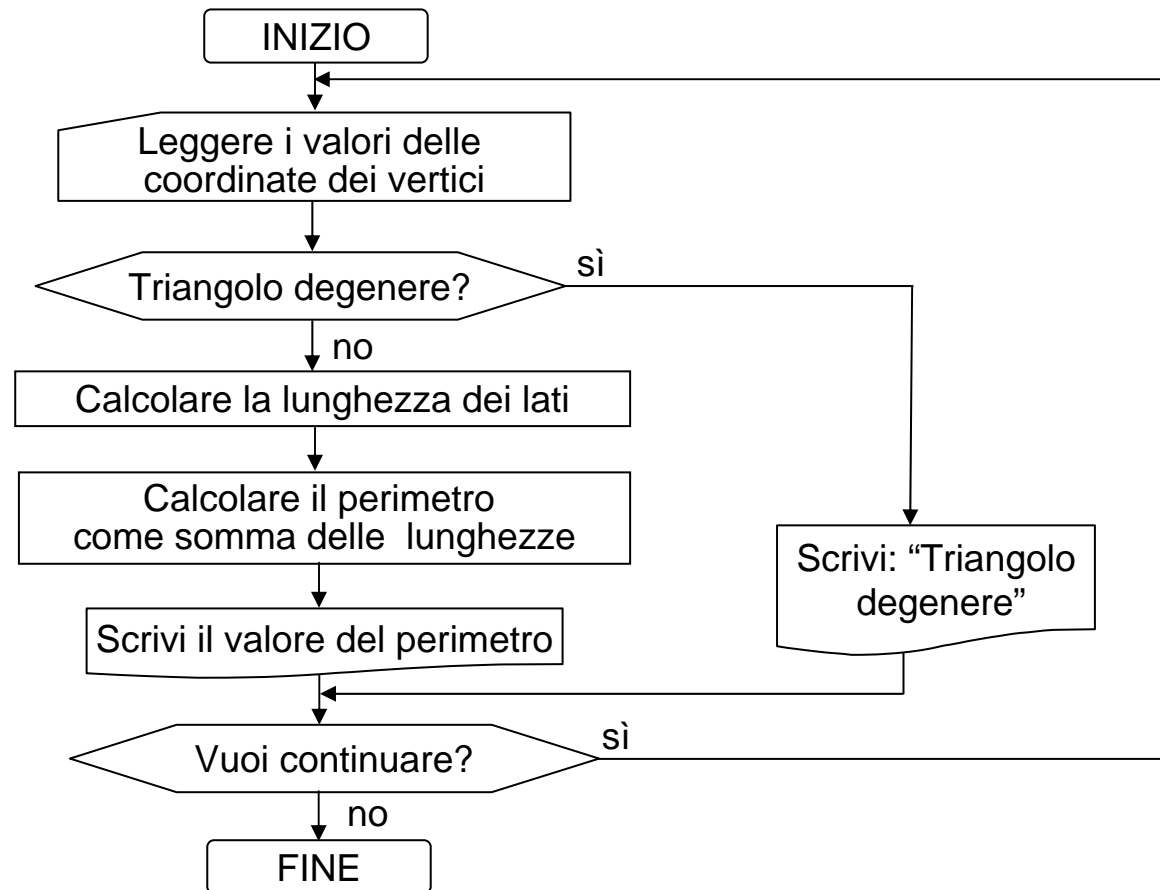 INIZIO
Leggere i valori delle
coordinate dei vertici
Triangolo degenere?
sì
no
Calcolare la lunghezza dei lati
Calcolare il perimetro
come somma delle lunghezze
Scrivi: “Triangolo
degenere”
Scrivi il valore del perimetro
Vuoi continuare?
sì
no
FINE